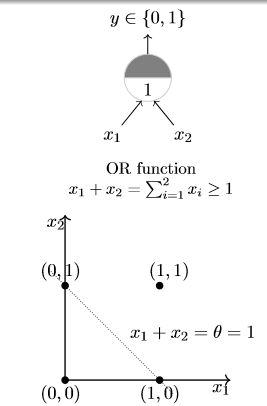 y ∈ {0, 1}
1
x₁ x₂
OR function
x₁ + x₂ = ∑²ᵢ₌₁ xᵢ ≥ 1
x₂
(0, 1) (1, 1)
x₁ + x₂ = θ = 1
(0, 0) (1, 0) x₁